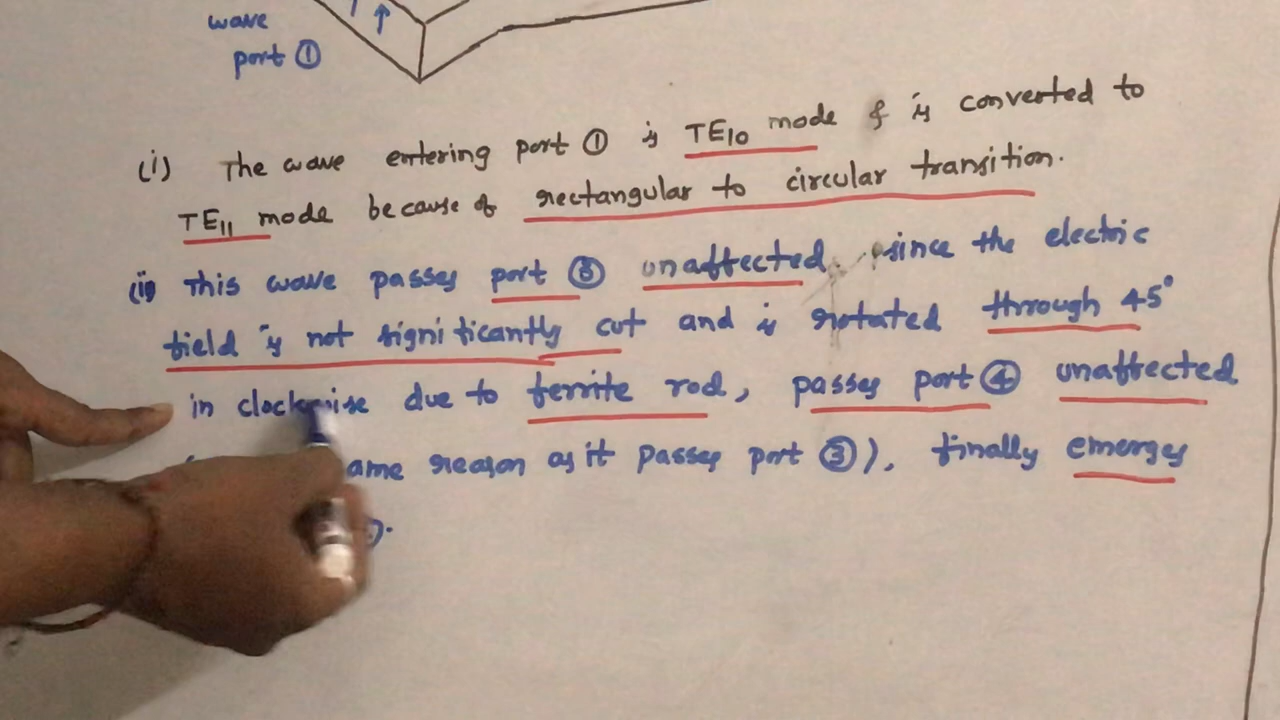 wave
port ①
(i) The wave entering port ① is TE10 mode & is converted to
TE11 mode because of rectangular to circular transition.
(ii) This wave passes port ③ unaffected since the electric
field is not significantly cut and is rotated through 45°
in clockwise due to ferrite rod, passes port ④ unaffected
ame reason as it passes port ③). finally emerges